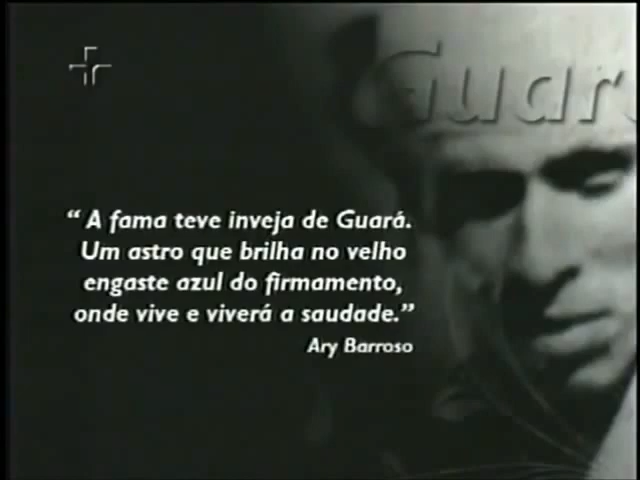 Guará
“ A fama teve inveja de Guará.
Um astro que brilha no velho
engaste azul do firmamento,
onde vive e viverá a saudade.”
Ary Barroso